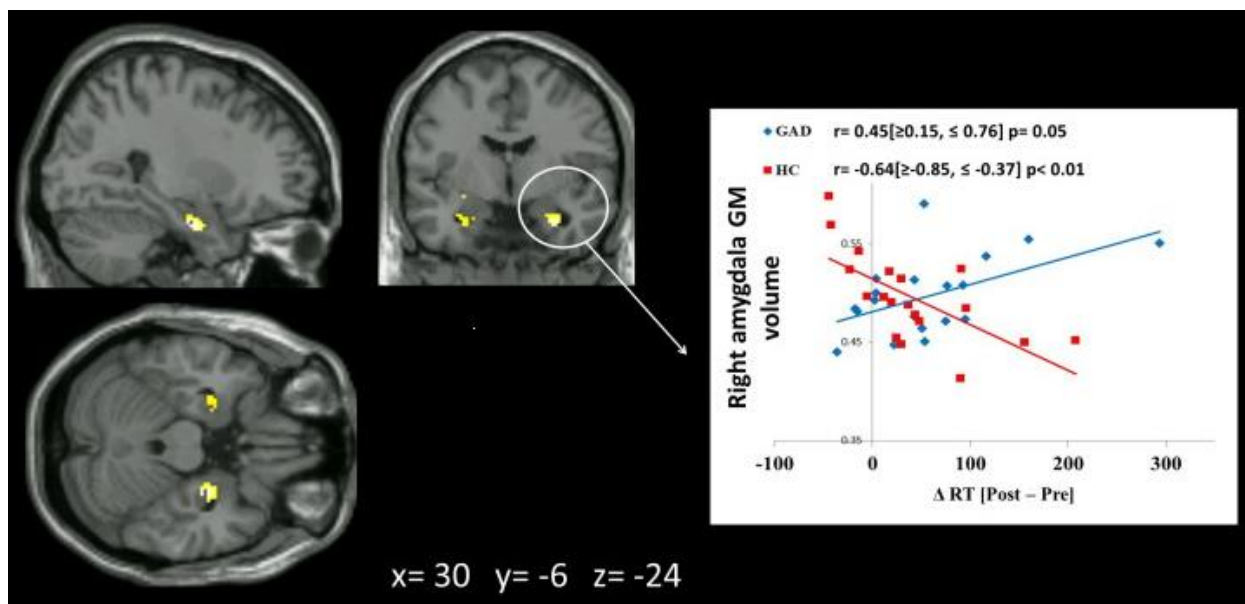 GAD r= 0.45[≥0.15, ≤ 0.76] p= 0.05
HC r= -0.64[≥-0.85, ≤ -0.37] p< 0.01
Right amygdala GM
volume
0.55
0.45
0.35
-100 0 100 200 300
Δ RT [Post – Pre]
x= 30 y= -6 z= -24